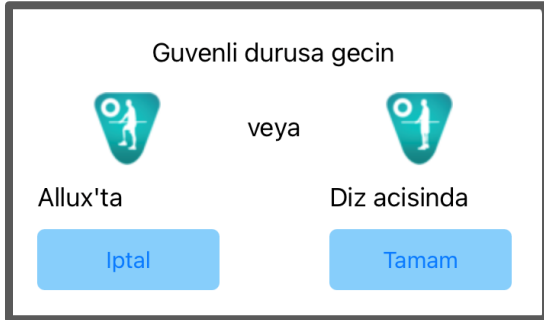 Guvenli durusa gecin
veya
Allux'ta
Diz acisinda
Iptal
Tamam